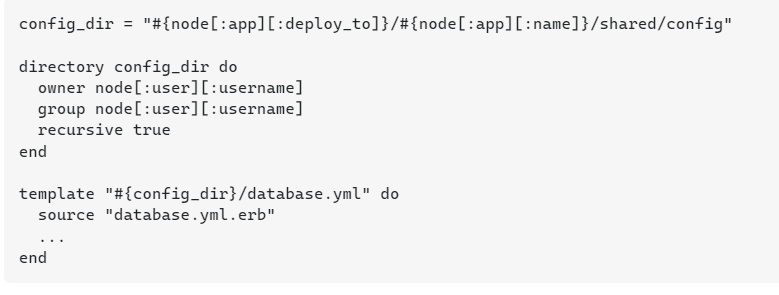 config_dir = "#{node[:app][:deploy_to]}/#{node[:app][:name]}/shared/config"

directory config_dir do
  owner node[:user][:username]
  group node[:user][:username]
  recursive true
end

template "#{config_dir}/database.yml" do
  source "database.yml.erb"
  ...
end